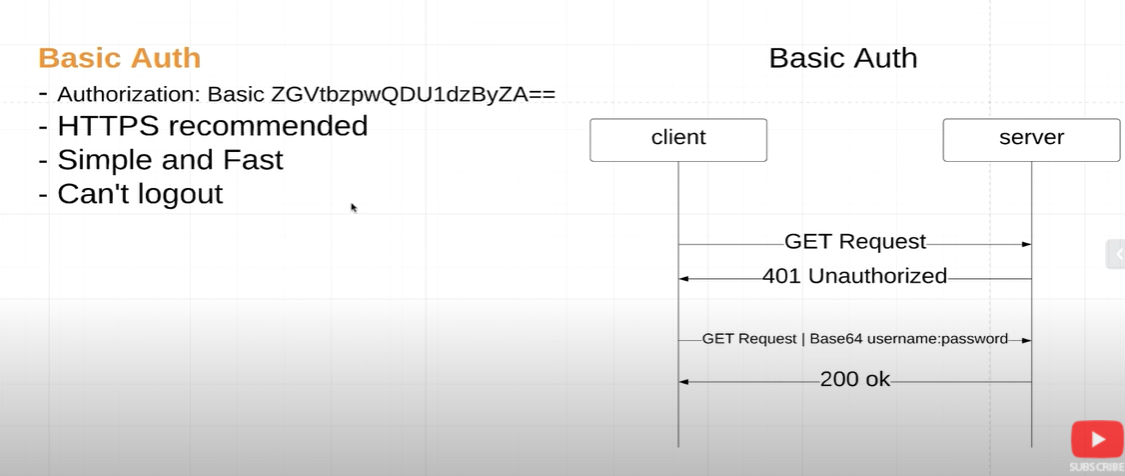 Basic Auth
- Authorization: Basic ZGVtbzpwQDU1dzByZA==
- HTTPS recommended
- Simple and Fast
- Can't logout
Basic Auth
client
server
GET Request
401 Unauthorized
GET Request | Base64 username:password
200 ok
SUBSCRIBE